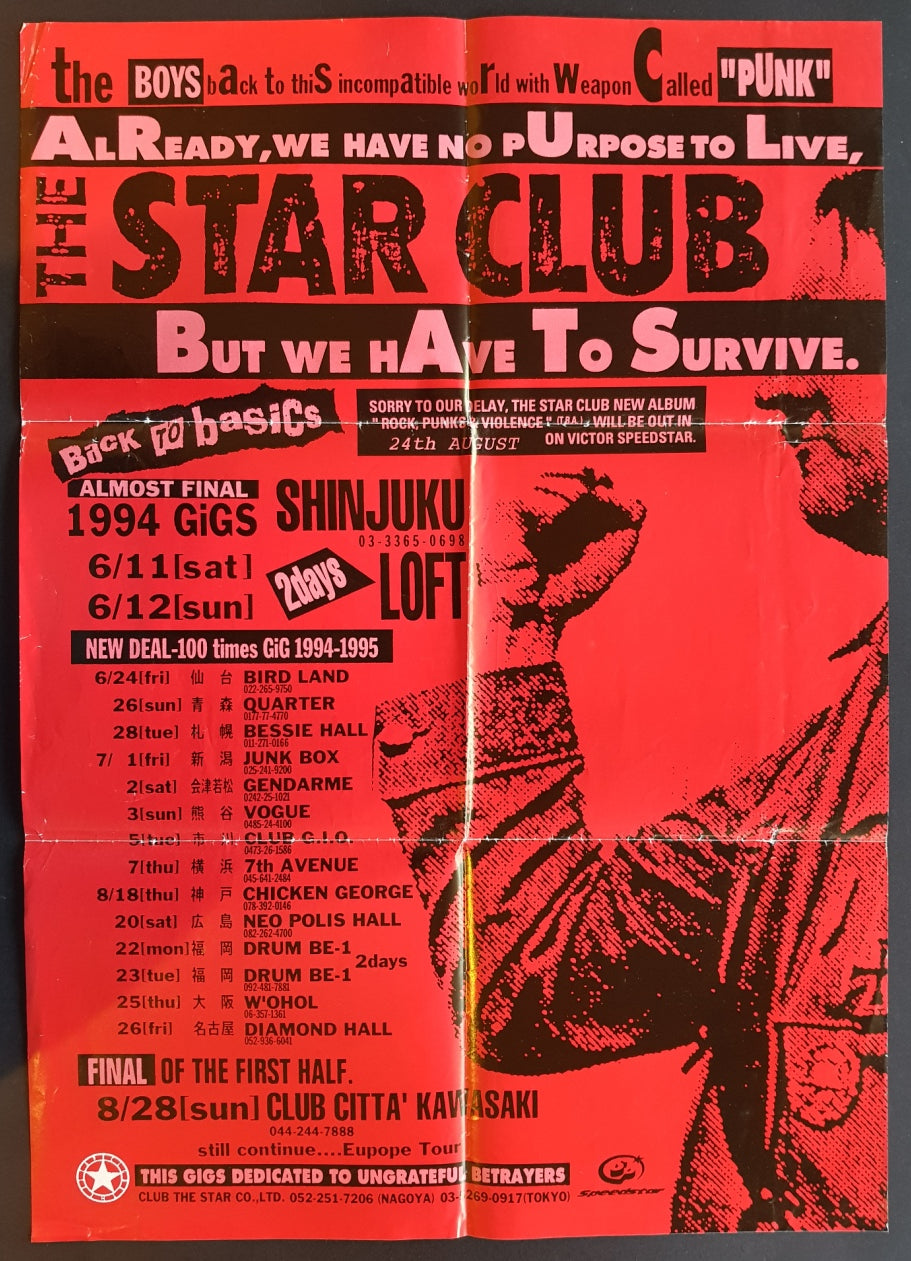 the BOYS back to thiS incompatible world with Weapon Called "PUNK"
ALREADY, WE HAVE NO PURPOSE TO LIVE,
THE STAR CLUB
BUT WE HAVE TO SURVIVE.
BacK TO basiCs
SORRY TO OUR DELAY, THE STAR CLUB NEW ALBUM
"ROCK, PUNKS & VIOLENCE!" (T.B.A.) WILL BE OUT IN
24th AUGUST ON VICTOR SPEEDSTAR.
ALMOST FINAL
1994 GiGS
SHINJUKU
03-3365-0698
LOFT
6/11[sat]
6/12[sun]
2days
NEW DEAL-100 times GiG 1994-1995
6/24[fri] 仙台 BIRD LAND
022-265-9750
26[sun] 青森 QUARTER
0177-77-4770
28[tue] 札幌 BESSIE HALL
011-271-0166
7/ 1[fri] 新潟 JUNK BOX
025-241-9200
2[sat] 会津若松 GENDARME
0242-25-1021
3[sun] 熊谷 VOGUE
0485-24-4100
5[tue] 市川 CLUB G.I.O.
0473-26-1586
7[thu] 横浜 7th AVENUE
045-641-2484
8/18[thu] 神戸 CHICKEN GEORGE
078-392-0146
20[sat] 広島 NEO POLIS HALL
082-262-4700
22[mon] 福岡 DRUM BE-1
2days
23[tue] 福岡 DRUM BE-1
092-481-7881
25[thu] 大阪 W'OHOL
06-357-1361
26[fri] 名古屋 DIAMOND HALL
052-936-6041
FINAL OF THE FIRST HALF.
8/28[sun] CLUB CITTA' KAWASAKI
044-244-7888
still continue....Eupope Tour
THIS GIGS DEDICATED TO UNGRATEFUL BETRAYERS
CLUB THE STAR CO.,LTD. 052-251-7206 (NAGOYA) 03-3269-0917(TOKYO)
speedstar